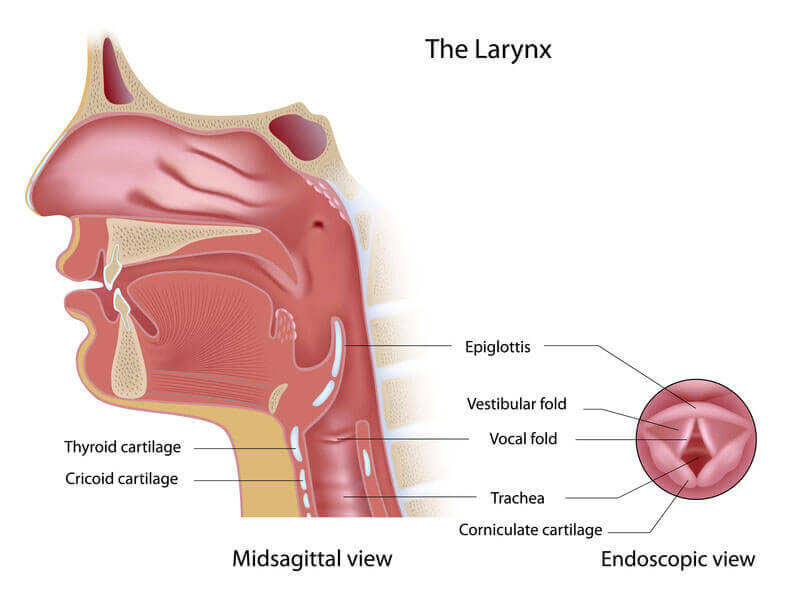 The Larynx
Epiglottis
Vestibular fold
Vocal fold
Thyroid cartilage
Cricoid cartilage
Trachea
Corniculate cartilage
Midsagittal view
Endoscopic view